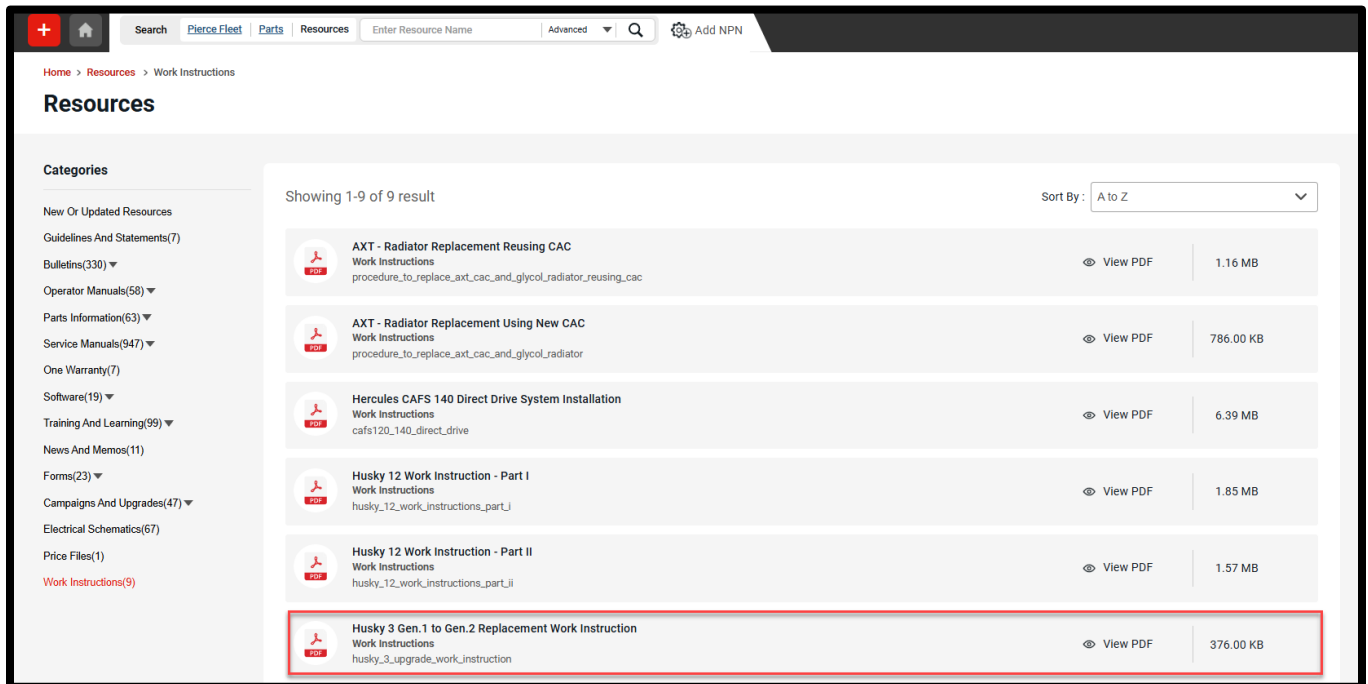 Search Pierce Fleet Parts Resources Enter Resource Name Advanced Add NPN
Home > Resources > Work Instructions
Resources
Categories
New Or Updated Resources
Guidelines And Statements(7)
Bulletins(330)
Operator Manuals(58)
Parts Information(63)
Service Manuals(947)
One Warranty(7)
Software(19)
Training And Learning(99)
News And Memos(11)
Forms(23)
Campaigns And Upgrades(47)
Electrical Schematics(67)
Price Files(1)
Work Instructions(9)
Showing 1-9 of 9 result
Sort By : A to Z
AXT - Radiator Replacement Reusing CAC
Work Instructions
procedure_to_replace_axt_cac_and_glycol_radiator_reusing_cac
PDF
View PDF
1.16 MB
AXT - Radiator Replacement Using New CAC
Work Instructions
procedure_to_replace_axt_cac_and_glycol_radiator
PDF
View PDF
786.00 KB
Hercules CAFS 140 Direct Drive System Installation
Work Instructions
cafs120_140_direct_drive
PDF
View PDF
6.39 MB
Husky 12 Work Instruction - Part I
Work Instructions
husky_12_work_instructions_part_i
PDF
View PDF
1.85 MB
Husky 12 Work Instruction - Part II
Work Instructions
husky_12_work_instructions_part_ii
PDF
View PDF
1.57 MB
Husky 3 Gen.1 to Gen.2 Replacement Work Instruction
Work Instructions
husky_3_upgrade_work_instruction
PDF
View PDF
376.00 KB